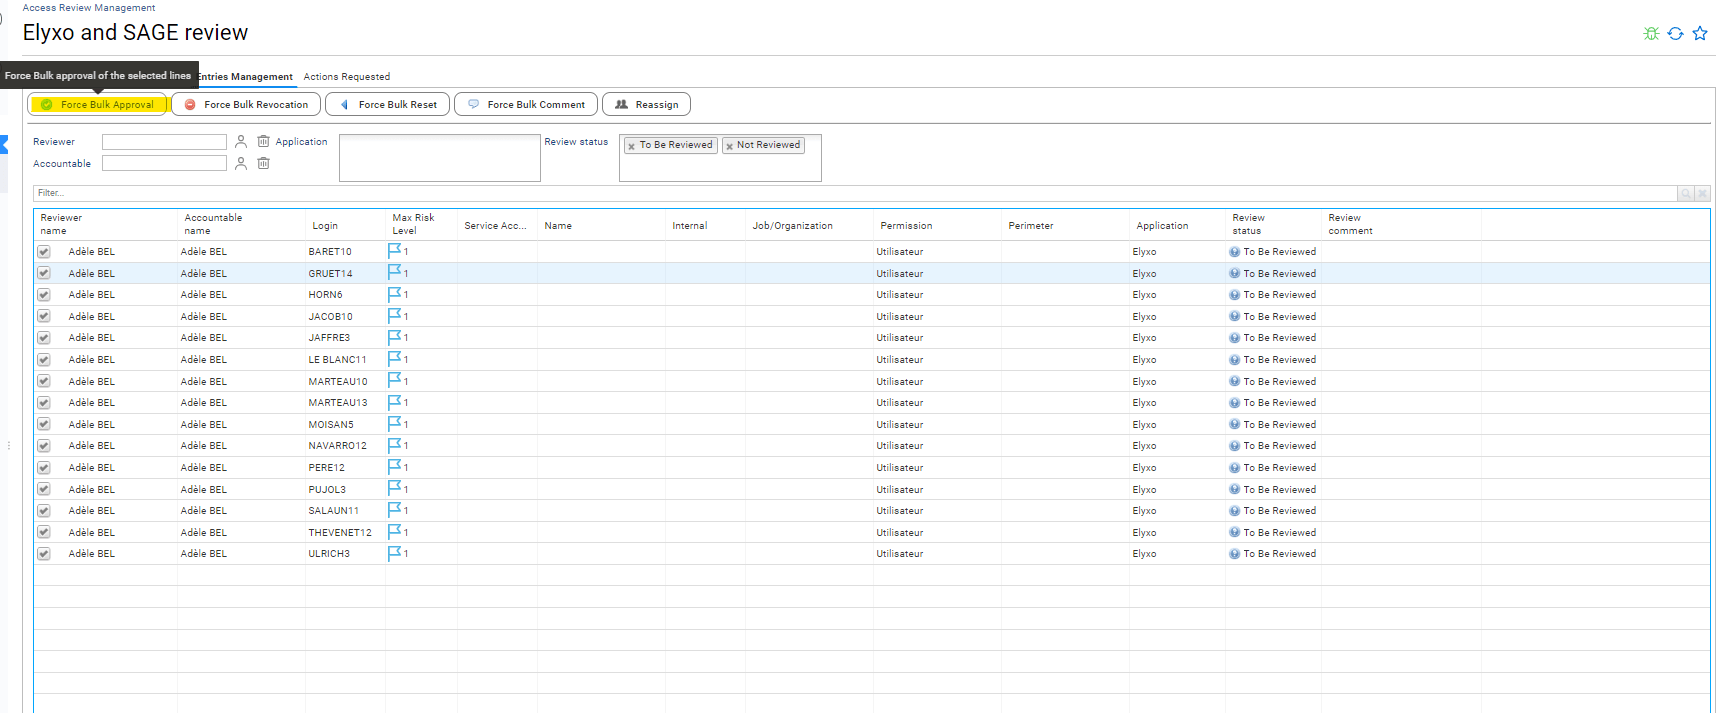 Access Review Management
Elyxo and SAGE review
Force Bulk approval of the selected lines
Entries Management Actions Requested
Force Bulk Approval Force Bulk Revocation Force Bulk Reset Force Bulk Comment Reassign
Reviewer Application Review status × To Be Reviewed × Not Reviewed
Accountable
Filter...
Reviewer name Accountable name Login Max Risk Level Service Acc... Name Internal Job/Organization Permission Perimeter Application Review status Review comment
Adèle BEL Adèle BEL BARET10 1 Utilisateur Elyxo To Be Reviewed
Adèle BEL Adèle BEL GRUET14 1 Utilisateur Elyxo To Be Reviewed
Adèle BEL Adèle BEL HORN6 1 Utilisateur Elyxo To Be Reviewed
Adèle BEL Adèle BEL JACOB10 1 Utilisateur Elyxo To Be Reviewed
Adèle BEL Adèle BEL JAFFRE3 1 Utilisateur Elyxo To Be Reviewed
Adèle BEL Adèle BEL LE BLANC11 1 Utilisateur Elyxo To Be Reviewed
Adèle BEL Adèle BEL MARTEAU10 1 Utilisateur Elyxo To Be Reviewed
Adèle BEL Adèle BEL MARTEAU13 1 Utilisateur Elyxo To Be Reviewed
Adèle BEL Adèle BEL MOISAN5 1 Utilisateur Elyxo To Be Reviewed
Adèle BEL Adèle BEL NAVARRO12 1 Utilisateur Elyxo To Be Reviewed
Adèle BEL Adèle BEL PERE12 1 Utilisateur Elyxo To Be Reviewed
Adèle BEL Adèle BEL PUJOL3 1 Utilisateur Elyxo To Be Reviewed
Adèle BEL Adèle BEL SALAUN11 1 Utilisateur Elyxo To Be Reviewed
Adèle BEL Adèle BEL THEVENET12 1 Utilisateur Elyxo To Be Reviewed
Adèle BEL Adèle BEL ULRICH3 1 Utilisateur Elyxo To Be Reviewed